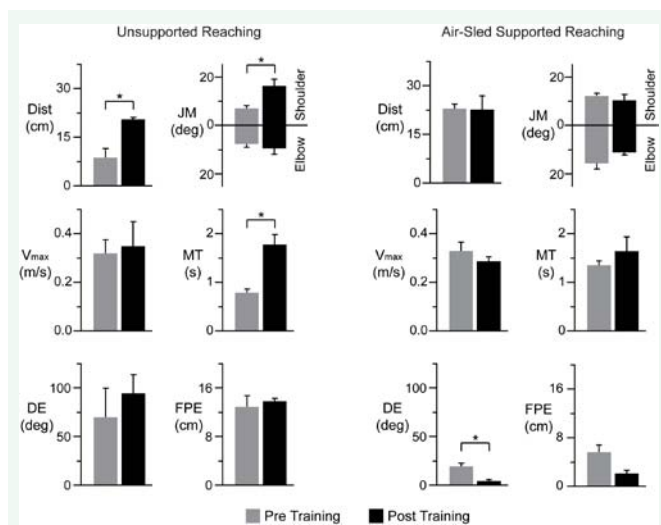 Unsupported Reaching
Air-Sled Supported Reaching
Dist
(cm)
30
15
0
*
JM
(deg)
20
0
20
Shoulder
Elbow
*
Dist
(cm)
30
15
0
JM
(deg)
20
0
20
Shoulder
Elbow
Vmax
(m/s)
0.4
0.2
0.0
MT
(s)
2
1
0
*
Vmax
(m/s)
0.4
0.2
0.0
MT
(s)
2
1
0
DE
(deg)
100
50
0
FPE
(cm)
16
8
0
DE
(deg)
100
50
0
*
FPE
(cm)
16
8
0
Pre Training
Post Training